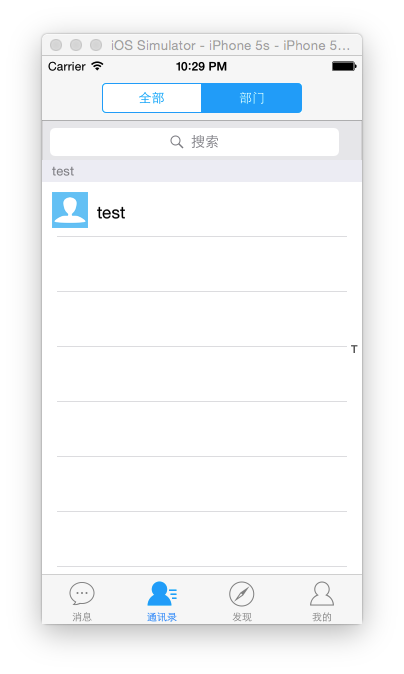 iOS Simulator - iPhone 5s - iPhone 5...
Carrier 10:29 PM
全部 部门
搜索
test
test
T
消息 通讯录 发现 我的